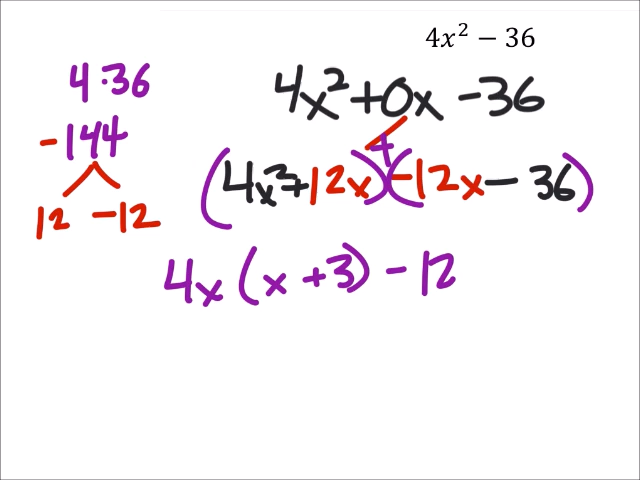 4x² − 36
4 · 36
4x² + 0x − 36
-144
+
(4x² + 12x)(−12x − 36)
12 −12
4x (x + 3) − 12